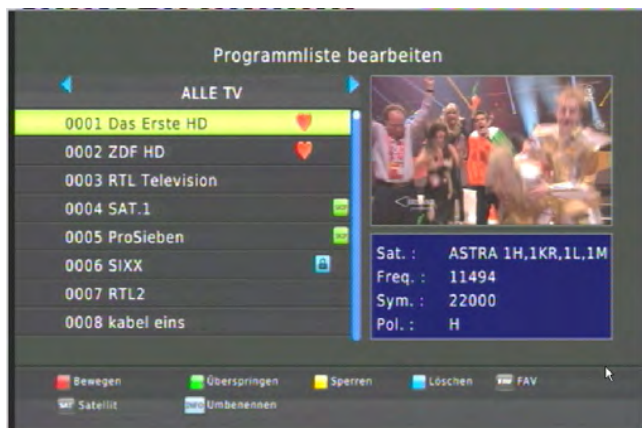 Programmliste bearbeiten
ALLE TV
0001 Das Erste HD
0002 ZDF HD
0003 RTL Television
0004 SAT.1
0005 ProSieben
0006 SIXX
0007 RTL2
0008 kabel eins
Sat. : ASTRA 1H,1KR,1L,1M
Freq. : 11494
Sym. : 22000
Pol. : H
Bewegen Überspringen Sperren Löschen FAV
SAT Satellit INFO Umbenennen